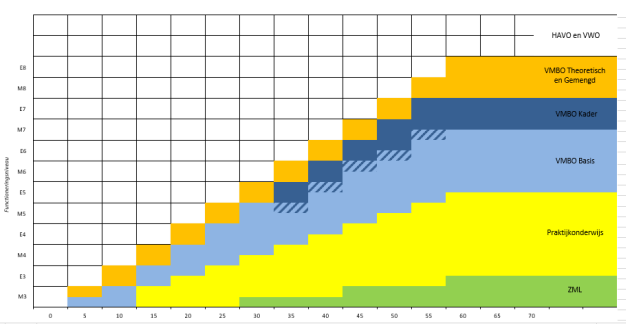 HAVO en VWO
E8
VMBO Theoretisch
en Gemengd
M8
E7
VMBO Kader
M7
E6
VMBO Basis
M6
E5
M5
E4
Praktijkonderwijs
M4
E3
ZML
M3
Functioneringsniveau
0 5 10 15 20 25 30 35 40 45 50 55 60 65 70